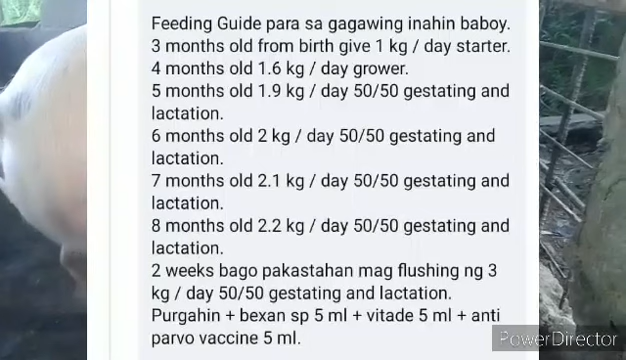 Feeding Guide para sa gagawing inahin baboy.
3 months old from birth give 1 kg / day starter.
4 months old 1.6 kg / day grower.
5 months old 1.9 kg / day 50/50 gestating and
lactation.
6 months old 2 kg / day 50/50 gestating and
lactation.
7 months old 2.1 kg / day 50/50 gestating and
lactation.
8 months old 2.2 kg / day 50/50 gestating and
lactation.
2 weeks bago pakastahan mag flushing ng 3
kg / day 50/50 gestating and lactation.
Purgahin + bexan sp 5 ml + vitade 5 ml + anti
parvo vaccine 5 ml.
PowerDirector